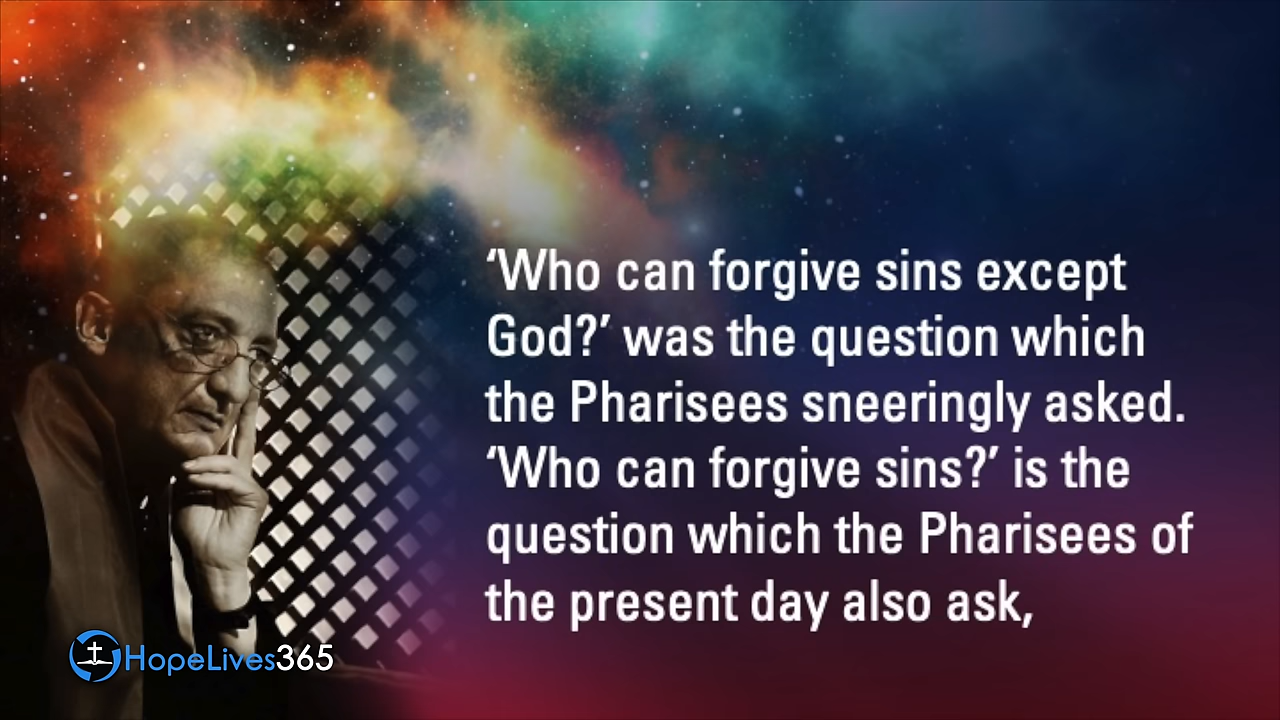 ‘Who can forgive sins except
God?’ was the question which
the Pharisees sneeringly asked.
‘Who can forgive sins?’ is the
question which the Pharisees of
the present day also ask,
HopeLives365